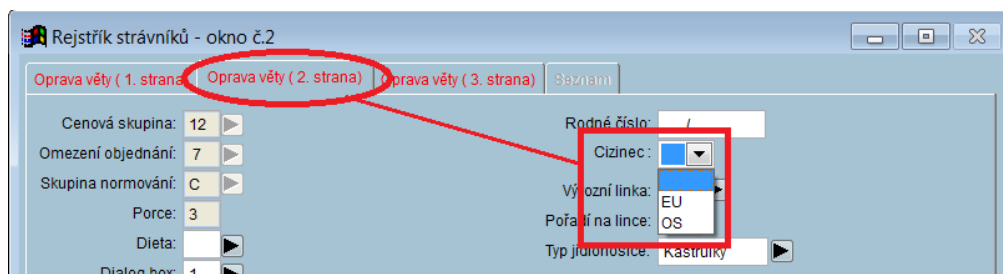 Rejstřík strávníků - okno č.2
Oprava věty ( 1. strana
Oprava věty ( 2. strana)
Oprava věty ( 3. strana)
Seznam
Cenová skupina: 12
Omezení objednání: 7
Skupina normování: C
Porce: 3
Dieta:
Dialog box: 1
Rodné číslo: /
Cizinec :
EU
OS
Vývozní linka:
Pořadí na lince:
Typ jídlonosiče: Kastrulky